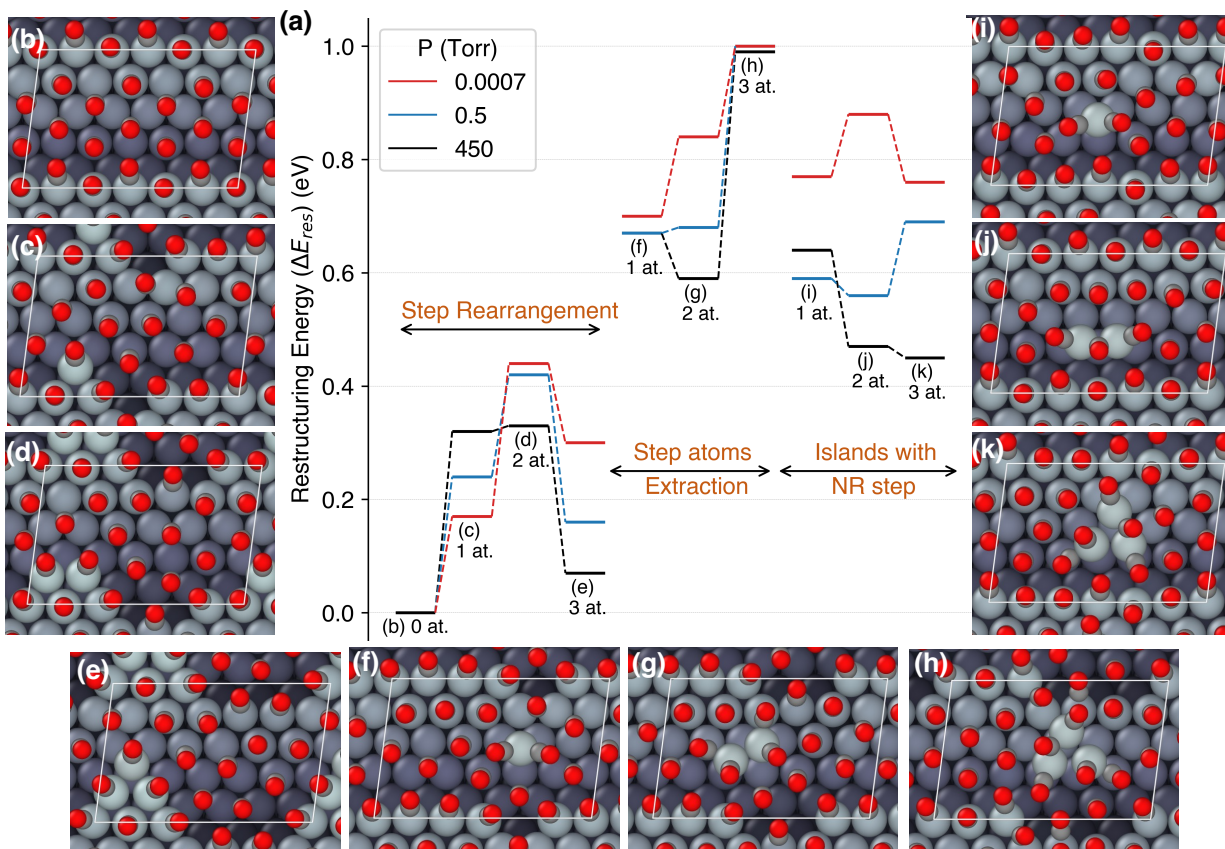 (a)
(b)
(c)
(d)
(e)
(f)
(g)
(h)
(i)
(j)
(k)
Restructuring Energy (ΔE_res) (eV)
1.0
0.8
0.6
0.4
0.2
0.0
P (Torr)
0.0007
0.5
450
Step Rearrangement
(b) 0 at.
(c)
1 at.
(d)
2 at.
(e)
3 at.
(f)
1 at.
(g)
2 at.
(h)
3 at.
Step atoms
Extraction
(i)
1 at.
(j)
2 at.
(k)
3 at.
Islands with
NR step